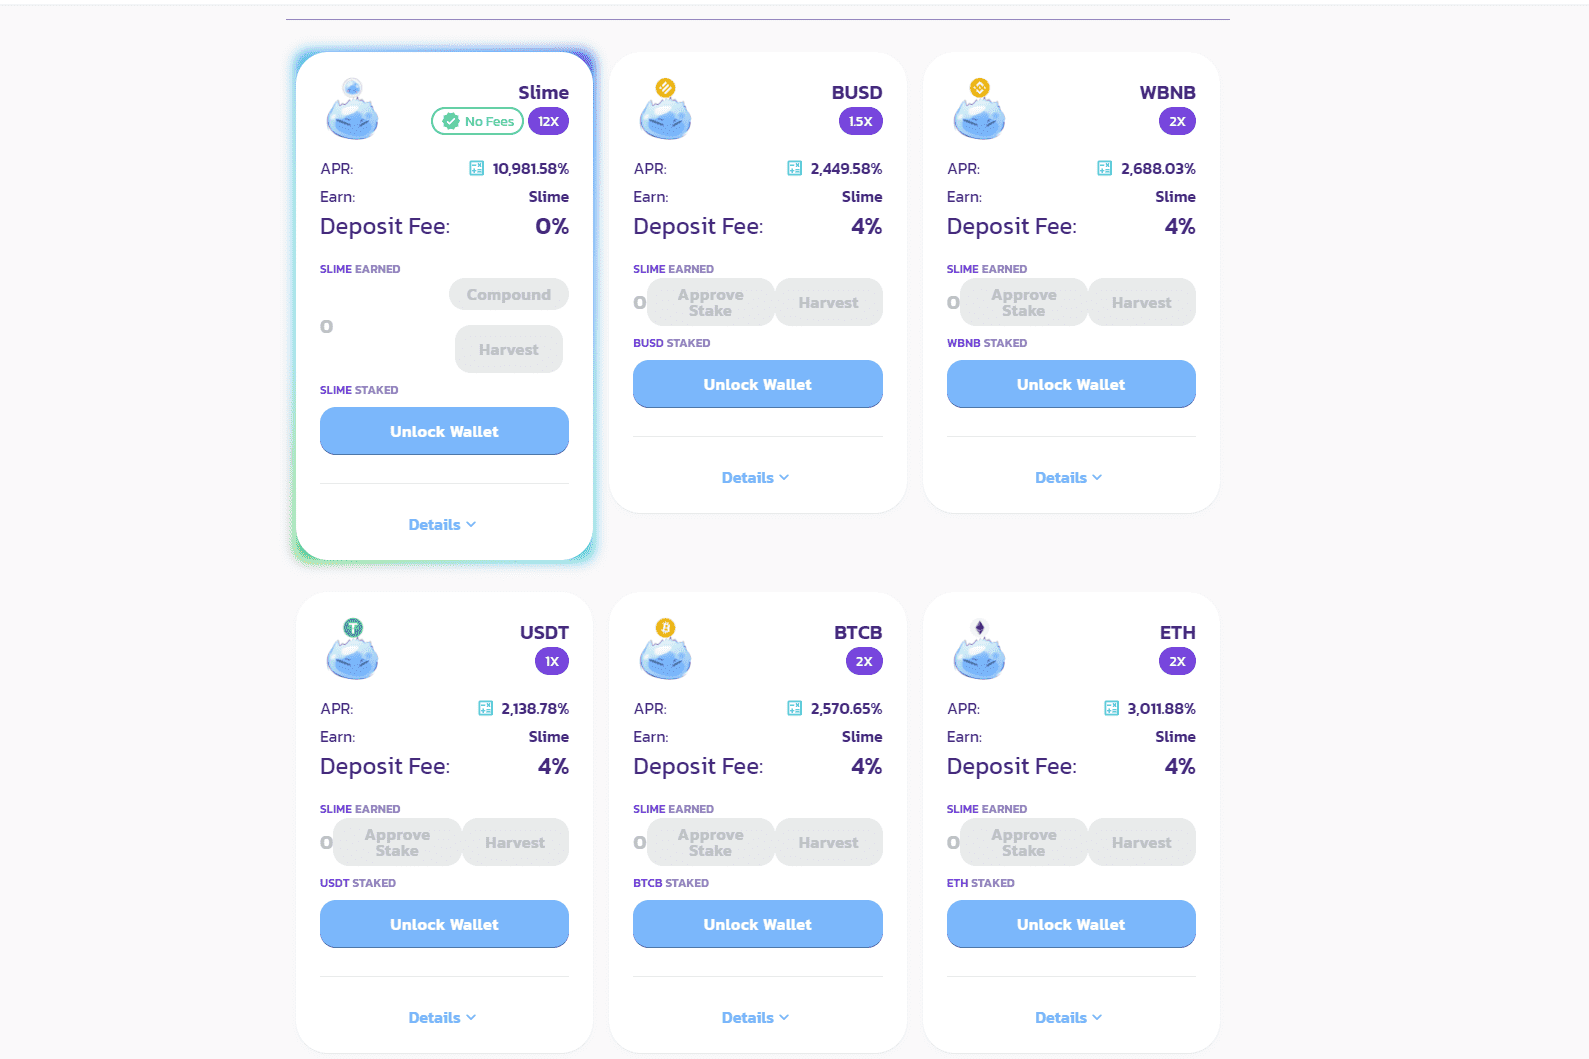 Slime
No Fees 12X
APR: 10,981.58%
Earn: Slime
Deposit Fee: 0%
SLIME EARNED
Compound
0
Harvest
SLIME STAKED
Unlock Wallet
Details
BUSD
1.5X
APR: 2,449.58%
Earn: Slime
Deposit Fee: 4%
SLIME EARNED
0 Approve Stake Harvest
BUSD STAKED
Unlock Wallet
Details
WBNB
2X
APR: 2,688.03%
Earn: Slime
Deposit Fee: 4%
SLIME EARNED
0 Approve Stake Harvest
WBNB STAKED
Unlock Wallet
Details
USDT
1X
APR: 2,138.78%
Earn: Slime
Deposit Fee: 4%
SLIME EARNED
0 Approve Stake Harvest
USDT STAKED
Unlock Wallet
Details
BTCB
2X
APR: 2,570.65%
Earn: Slime
Deposit Fee: 4%
SLIME EARNED
0 Approve Stake Harvest
BTCB STAKED
Unlock Wallet
Details
ETH
2X
APR: 3,011.88%
Earn: Slime
Deposit Fee: 4%
SLIME EARNED
0 Approve Stake Harvest
ETH STAKED
Unlock Wallet
Details